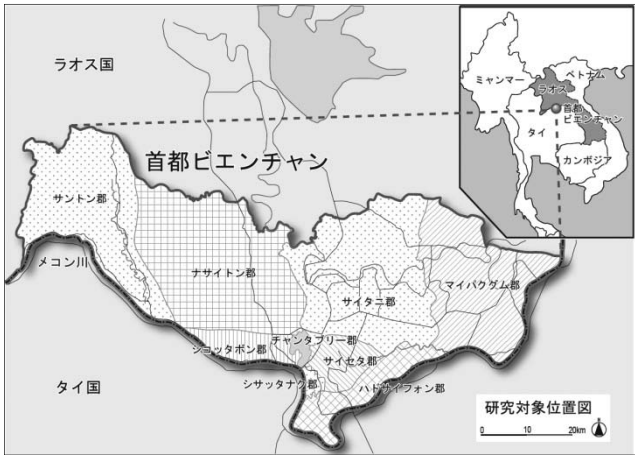 ラオス国
ミャンマー
ベトナム
ラオス
首都
ビエンチャン
タイ
カンボジア
首都ビエンチャン
サントン郡
メコン川
ナサイトン郡
サイタニ郡
マイパクグム郡
シコッタボン郡
チャンタブリー郡
サイセタ郡
シサッタナク郡
ハドサイフォン郡
タイ国
研究対象位置図
0 10 20km